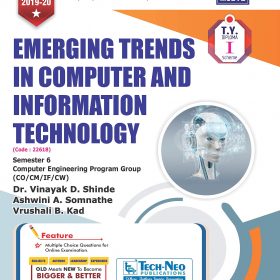 2019-20
T.Y.
DIPLOMA
I
Scheme
EMERGING TRENDS
IN COMPUTER AND
INFORMATION
TECHNOLOGY
(Code : 22618)
Semester 6
Computer Engineering Program Group
(CO/CM/IF/CW)
Dr. Vinayak D. Shinde
Ashwini A. Somnathe
Vrushali B. Kad
Feature
Multiple Choice Questions for
Online Examination.
OLD Meets NEW To Become
BIGGER & BETTER
TECH-NEO
PUBLICATIONS